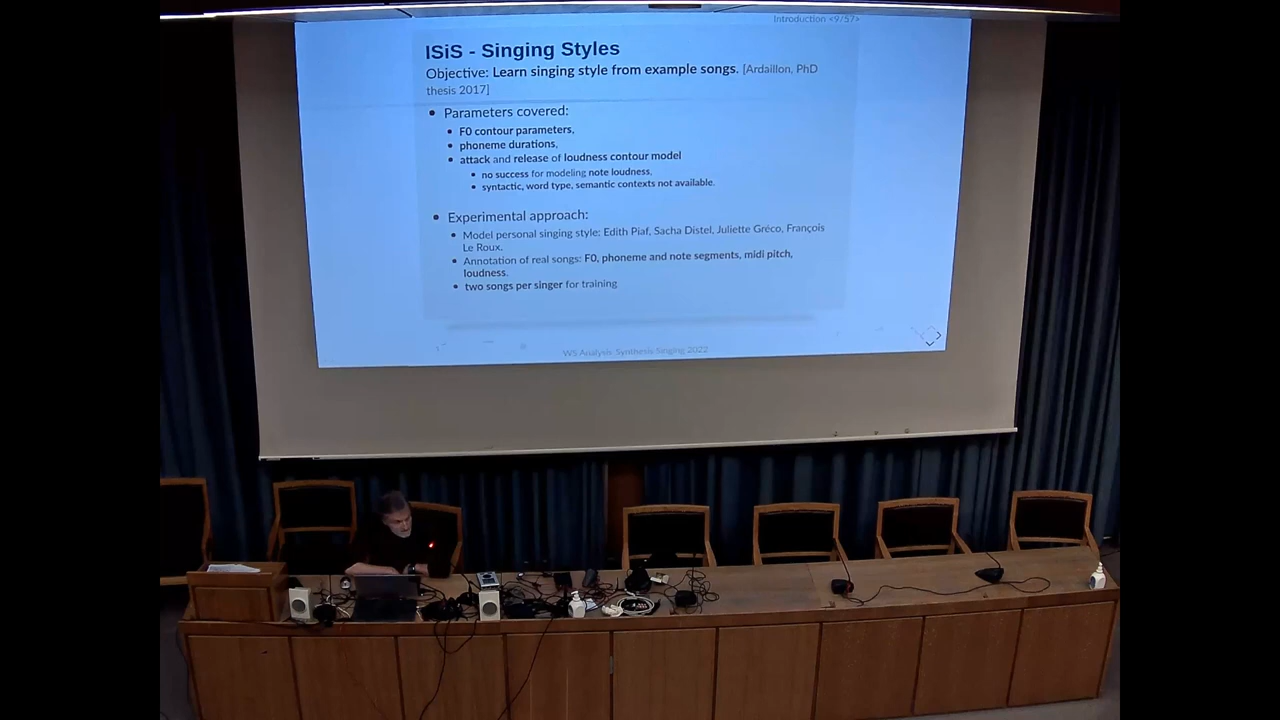 Introduction <9/57>
ISiS - Singing Styles
Objective: Learn singing style from example songs. [Ardaillon, PhD
thesis 2017]
• Parameters covered:
• F0 contour parameters,
• phoneme durations,
• attack and release of loudness contour model
• no success for modeling note loudness,
• syntactic, word type, semantic contexts not available.
• Experimental approach:
• Model personal singing style: Edith Piaf, Sacha Distel, Juliette Gréco, François
Le Roux.
• Annotation of real songs: F0, phoneme and note segments, midi pitch,
loudness.
• two songs per singer for training
WS Analysis Synthesis Singing 2022